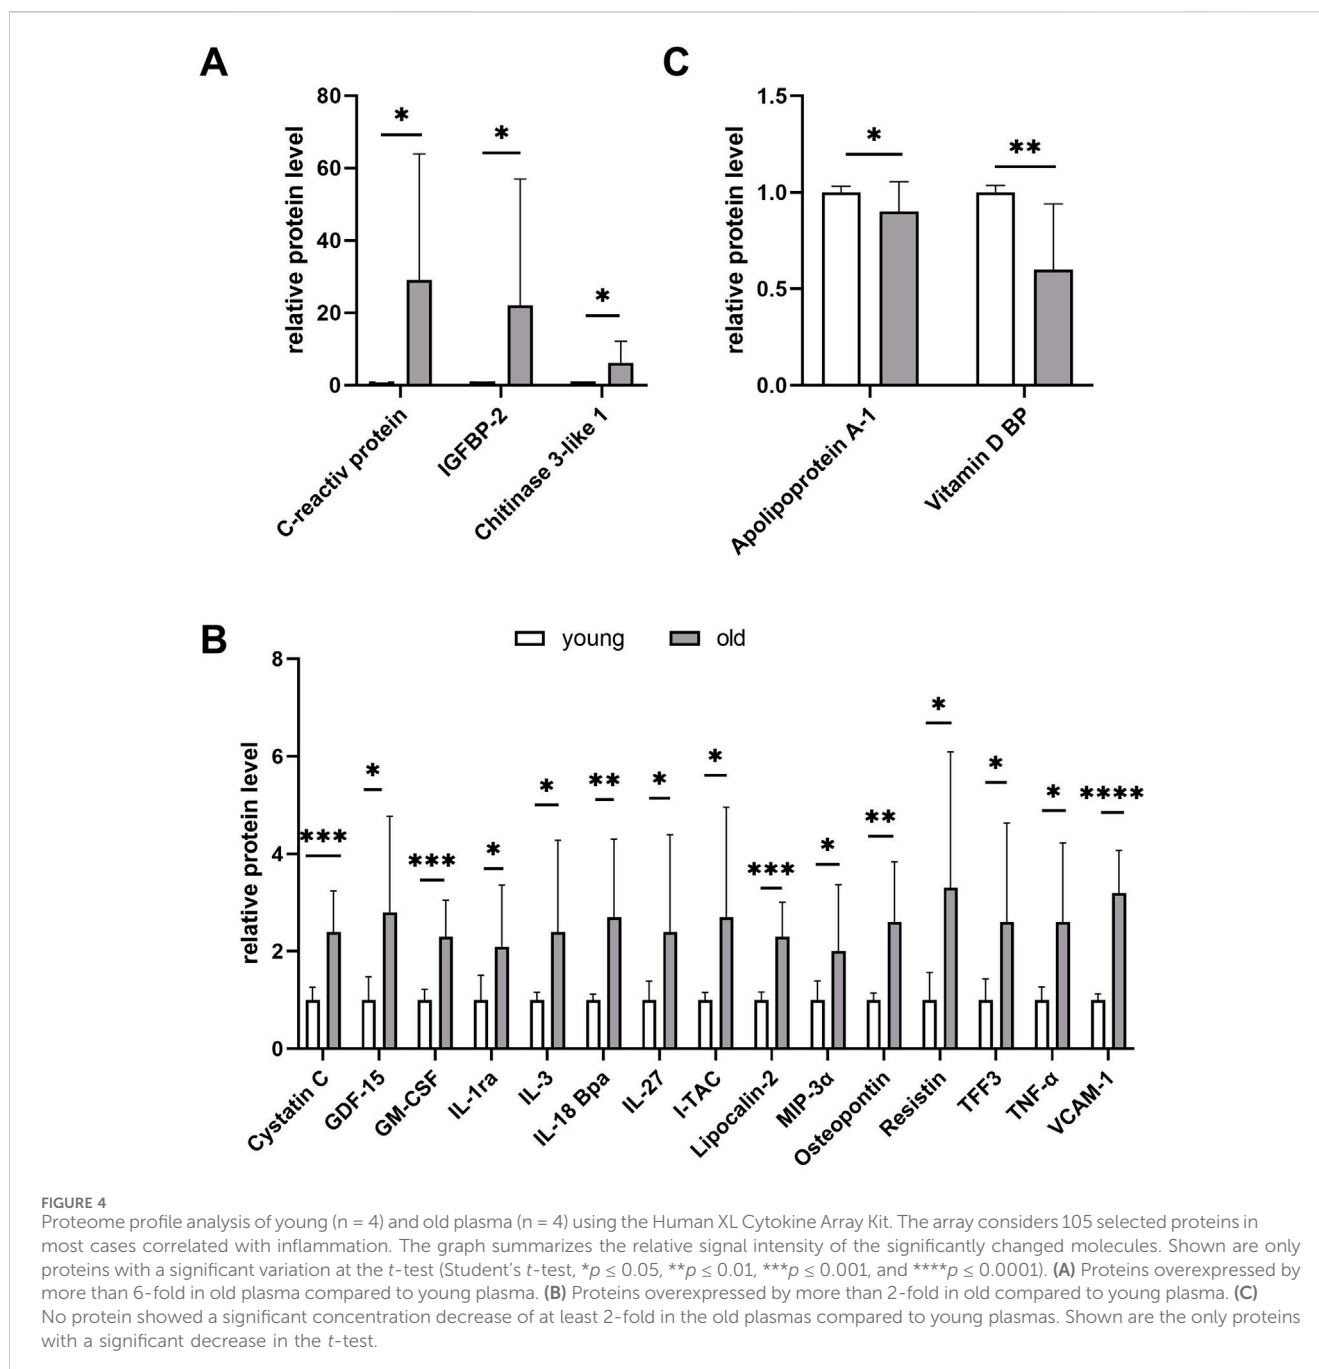 A
relative protein level
80
60
40
20
0
*
*
*
C-reactiv protein
IGFBP-2
Chitinase 3-like 1
C
relative protein level
1.5
1.0
0.5
0.0
*
**
Apolipoprotein A-1
Vitamin D BP
B
young
old
relative protein level
8
6
4
2
0
***
*
***
*
*
**
*
*
***
*
**
*
*
*
****
Cystatin C
GDF-15
GM-CSF
IL-1ra
IL-3
IL-18 Bpa
IL-27
I-TAC
Lipocalin-2
MIP-3α
Osteopontin
Resistin
TFF3
TNF-α
VCAM-1
FIGURE 4
Proteome profile analysis of young (n = 4) and old plasma (n = 4) using the Human XL Cytokine Array Kit. The array considers 105 selected proteins in
most cases correlated with inflammation. The graph summarizes the relative signal intensity of the significantly changed molecules. Shown are only
proteins with a significant variation at the t-test (Student's t-test, *p ≤ 0.05, **p ≤ 0.01, ***p ≤ 0.001, and ****p ≤ 0.0001). (A) Proteins overexpressed by
more than 6-fold in old plasma compared to young plasma. (B) Proteins overexpressed by more than 2-fold in old compared to young plasma. (C)
No protein showed a significant concentration decrease of at least 2-fold in the old plasmas compared to young plasmas. Shown are the only proteins
with a significant decrease in the t-test.